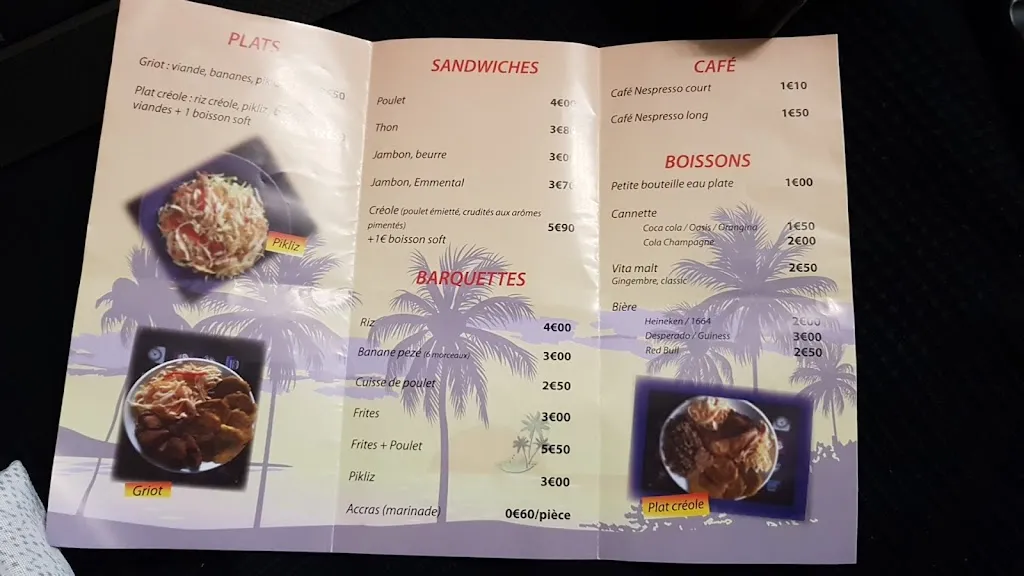 PLATS
Griot : viande, bananes,
Plat créole : riz créole, pikliz,
viandes + 1 boisson soft
Pikliz
Griot
SANDWICHES
Poulet 4€00
Thon
Jambon, beurre
Jambon, Emmental 3€70
Créole (poulet émietté, crudités aux arômes
pimentés) 5€90
+1€ boisson soft
BARQUETTES
Riz 4€00
Banane pezé (6 morceaux) 3€00
Cuisse de poulet 2€50
Frites 3€00
Frites + Poulet 5€50
Pikliz 3€00
Accras (marinade) 0€60/pièce
CAFÉ
Café Nespresso court 1€10
Café Nespresso long 1€50
BOISSONS
Petite bouteille eau plate 1€00
Cannette
Coca cola / Oasis / Orangina 1€50
Cola Champagne 2€00
Vita malt 2€50
Gingembre, classic
Bière
Heineken / 1664 2€00
Desperado / Guiness 3€00
Red Bull 2€50
Plat créole